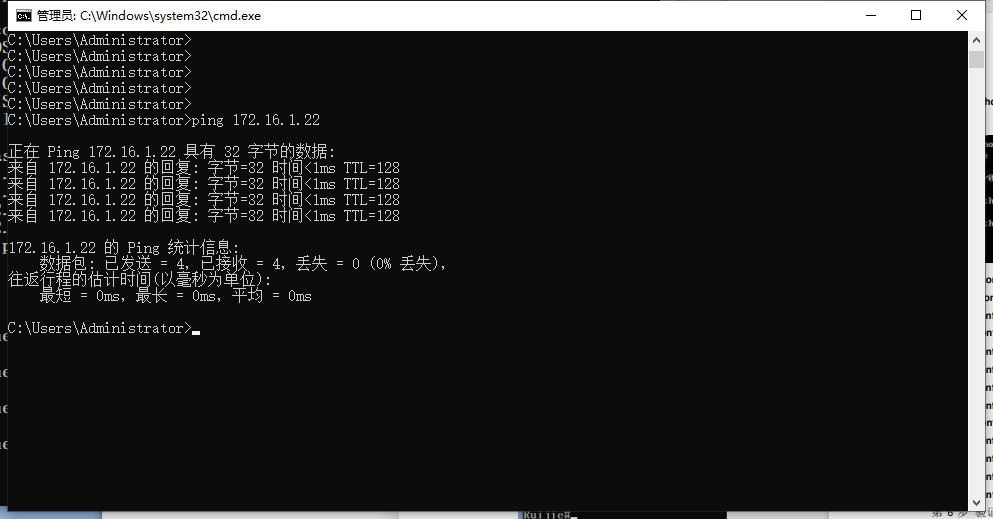 管理员: C:\Windows\system32\cmd.exe
C:\Users\Administrator>
C:\Users\Administrator>
C:\Users\Administrator>
C:\Users\Administrator>
C:\Users\Administrator>
C:\Users\Administrator>ping 172.16.1.22
正在 Ping 172.16.1.22 具有 32 字节的数据:
来自 172.16.1.22 的回复: 字节=32 时间<1ms TTL=128
来自 172.16.1.22 的回复: 字节=32 时间<1ms TTL=128
来自 172.16.1.22 的回复: 字节=32 时间<1ms TTL=128
来自 172.16.1.22 的回复: 字节=32 时间<1ms TTL=128
172.16.1.22 的 Ping 统计信息:
数据包: 已发送 = 4, 已接收 = 4, 丢失 = 0 (0% 丢失),
往返行程的估计时间(以毫秒为单位):
最短 = 0ms, 最长 = 0ms, 平均 = 0ms
C:\Users\Administrator>
Ruijie#